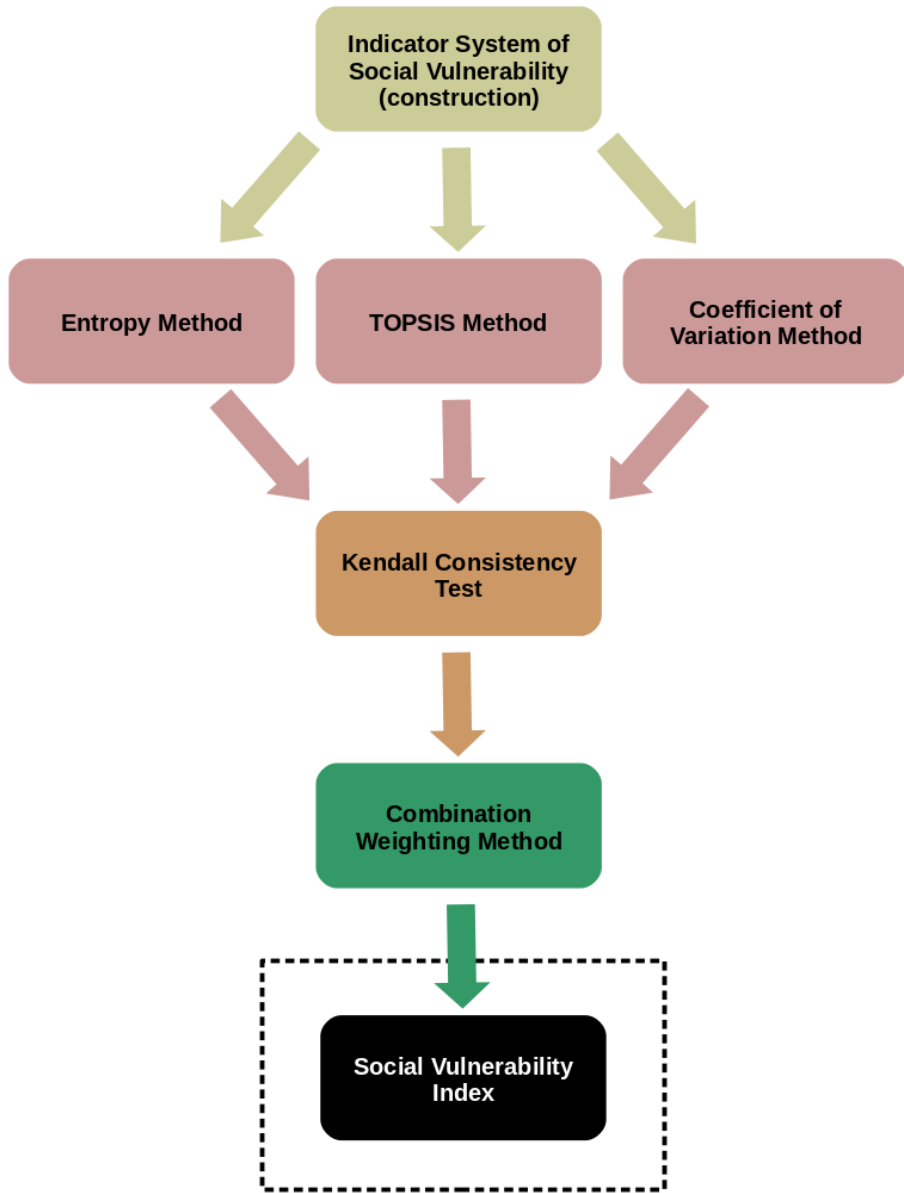 Indicator System of
Social Vulnerability
(construction)
Entropy Method
TOPSIS Method
Coefficient of
Variation Method
Kendall Consistency
Test
Combination
Weighting Method
Social Vulnerability
Index